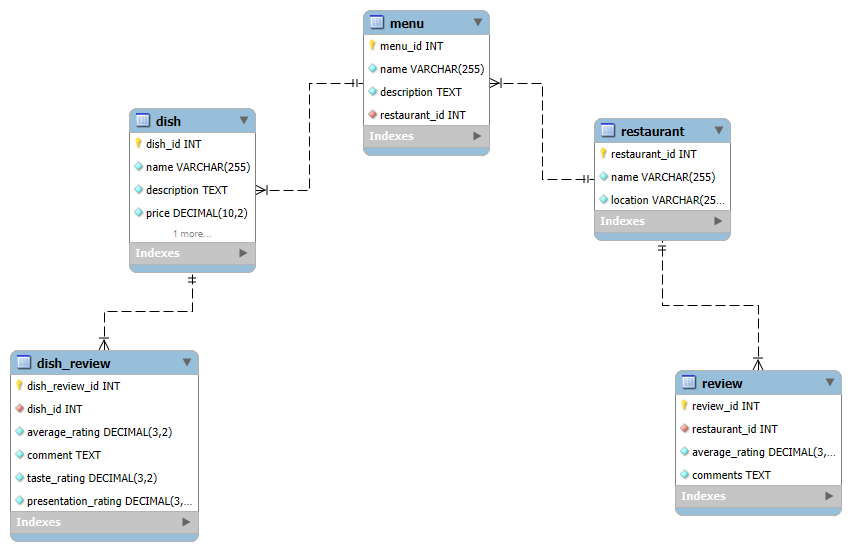 menu
menu_id INT
name VARCHAR(255)
description TEXT
restaurant_id INT
Indexes
dish
dish_id INT
name VARCHAR(255)
description TEXT
price DECIMAL(10,2)
1 more...
Indexes
restaurant
restaurant_id INT
name VARCHAR(255)
location VARCHAR(25...
Indexes
dish_review
dish_review_id INT
dish_id INT
average_rating DECIMAL(3,2)
comment TEXT
taste_rating DECIMAL(3,2)
presentation_rating DECIMAL(3,...
Indexes
review
review_id INT
restaurant_id INT
average_rating DECIMAL(3,...
comments TEXT
Indexes